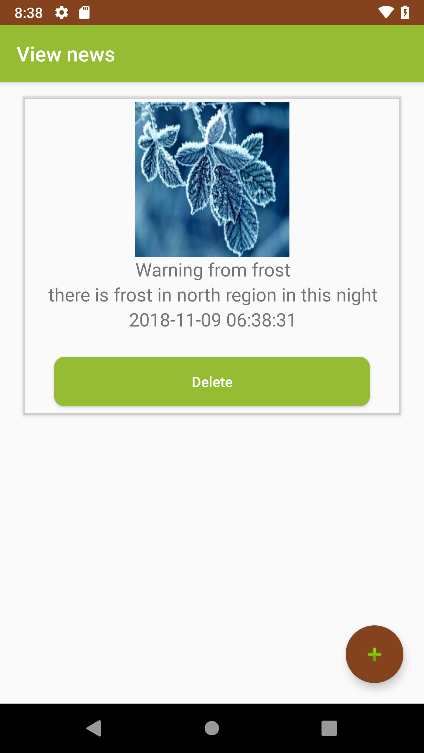 8:38
View news
Warning from frost
there is frost in north region in this night
2018-11-09 06:38:31
Delete
+